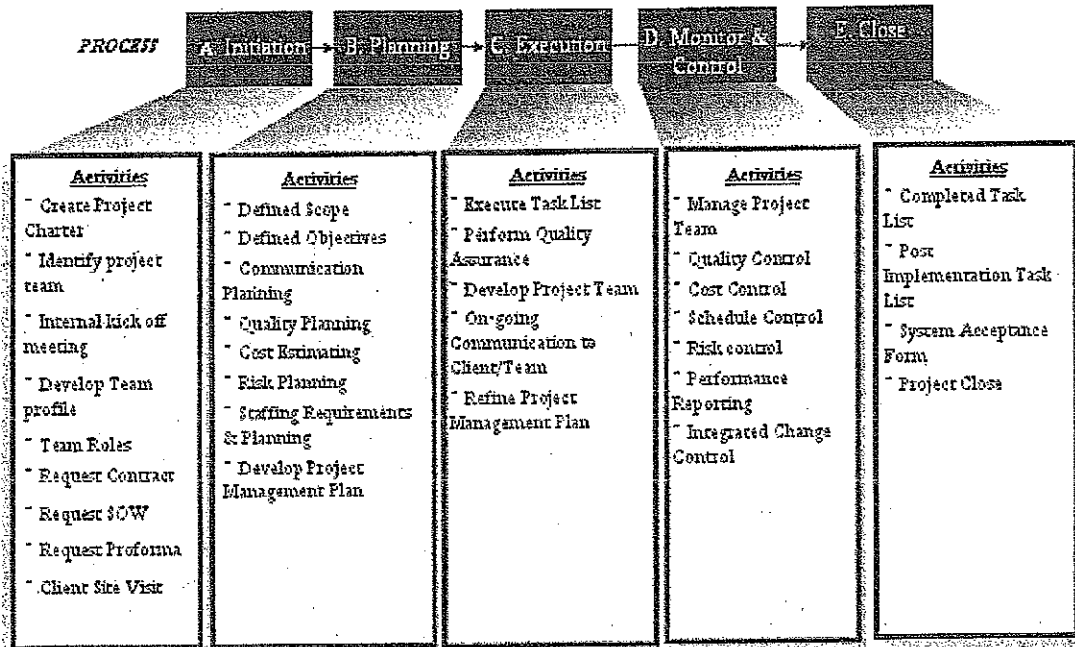 PROCESS
A. Initiation
B. Planning
C. Execution
D. Monitor &
Control
E. Close
Activities
~ Create Project
Charter
~ Identify project
team
~ Internal kick off
meeting
~ Develop Team
profile
~ Team Roles
~ Request Contract
~ Request SOW
~ Request Proforma
~ Client Site Visit
Activities
~ Defined Scope
~ Defined Objectives
~ Communication
Planning
~ Quality Planning
~ Cost Estimating
~ Risk Planning
~ Staffing Requirements
& Planning
~ Develop Project
Management Plan
Activities
~ Execute Task List
~ Perform Quality
Assurance
~ Develop Project Team
~ On-going
Communication to
Client/Team
~ Refine Project
Management Plan
Activities
~ Manage Project
Team
~ Quality Control
~ Cost Control
~ Schedule Control
~ Risk control
~ Performance
Reporting
~ Integrated Change
Control
Activities
~ Completed Task
List
~ Post
Implementation Task
List
~ System Acceptance
Form
~ Project Close